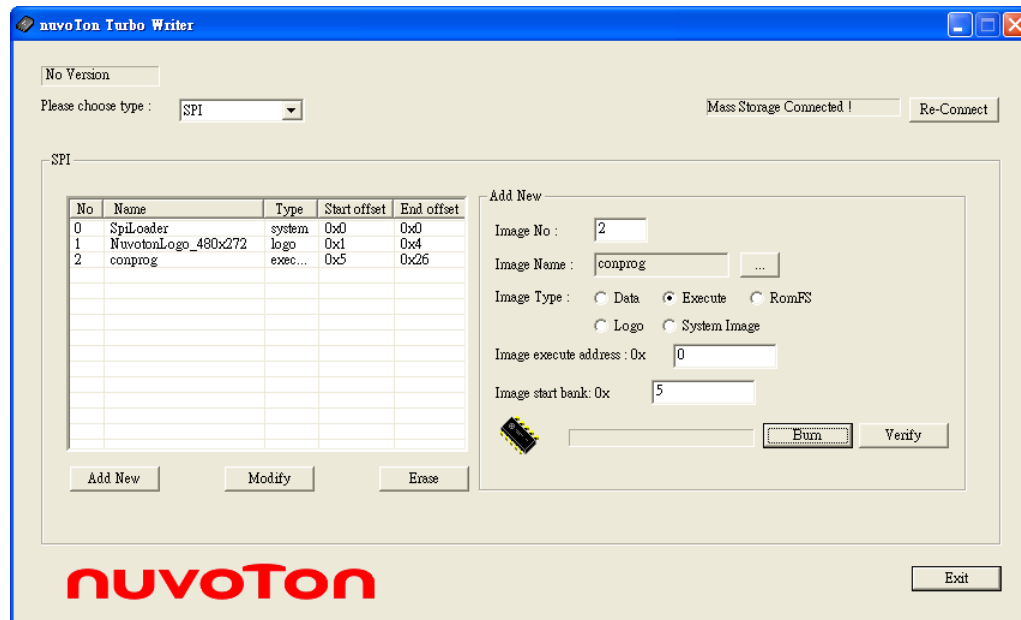 nuvoTon Turbo Writer
No Version
Please choose type : SPI
Mass Storage Connected ! Re-Connect
SPI
No Name Type Start offset End offset
0 SpiLoader system 0x0 0x0
1 NuvotonLogo_480x272 logo 0x1 0x4
2 conprog exec... 0x5 0x26
Add New Modify Erase
Add New
Image No : 2
Image Name : conprog ...
Image Type : Data Execute RomFS
Logo System Image
Image execute address : 0x 0
Image start bank: 0x 5
Burn Verify
nuvoTon
Exit